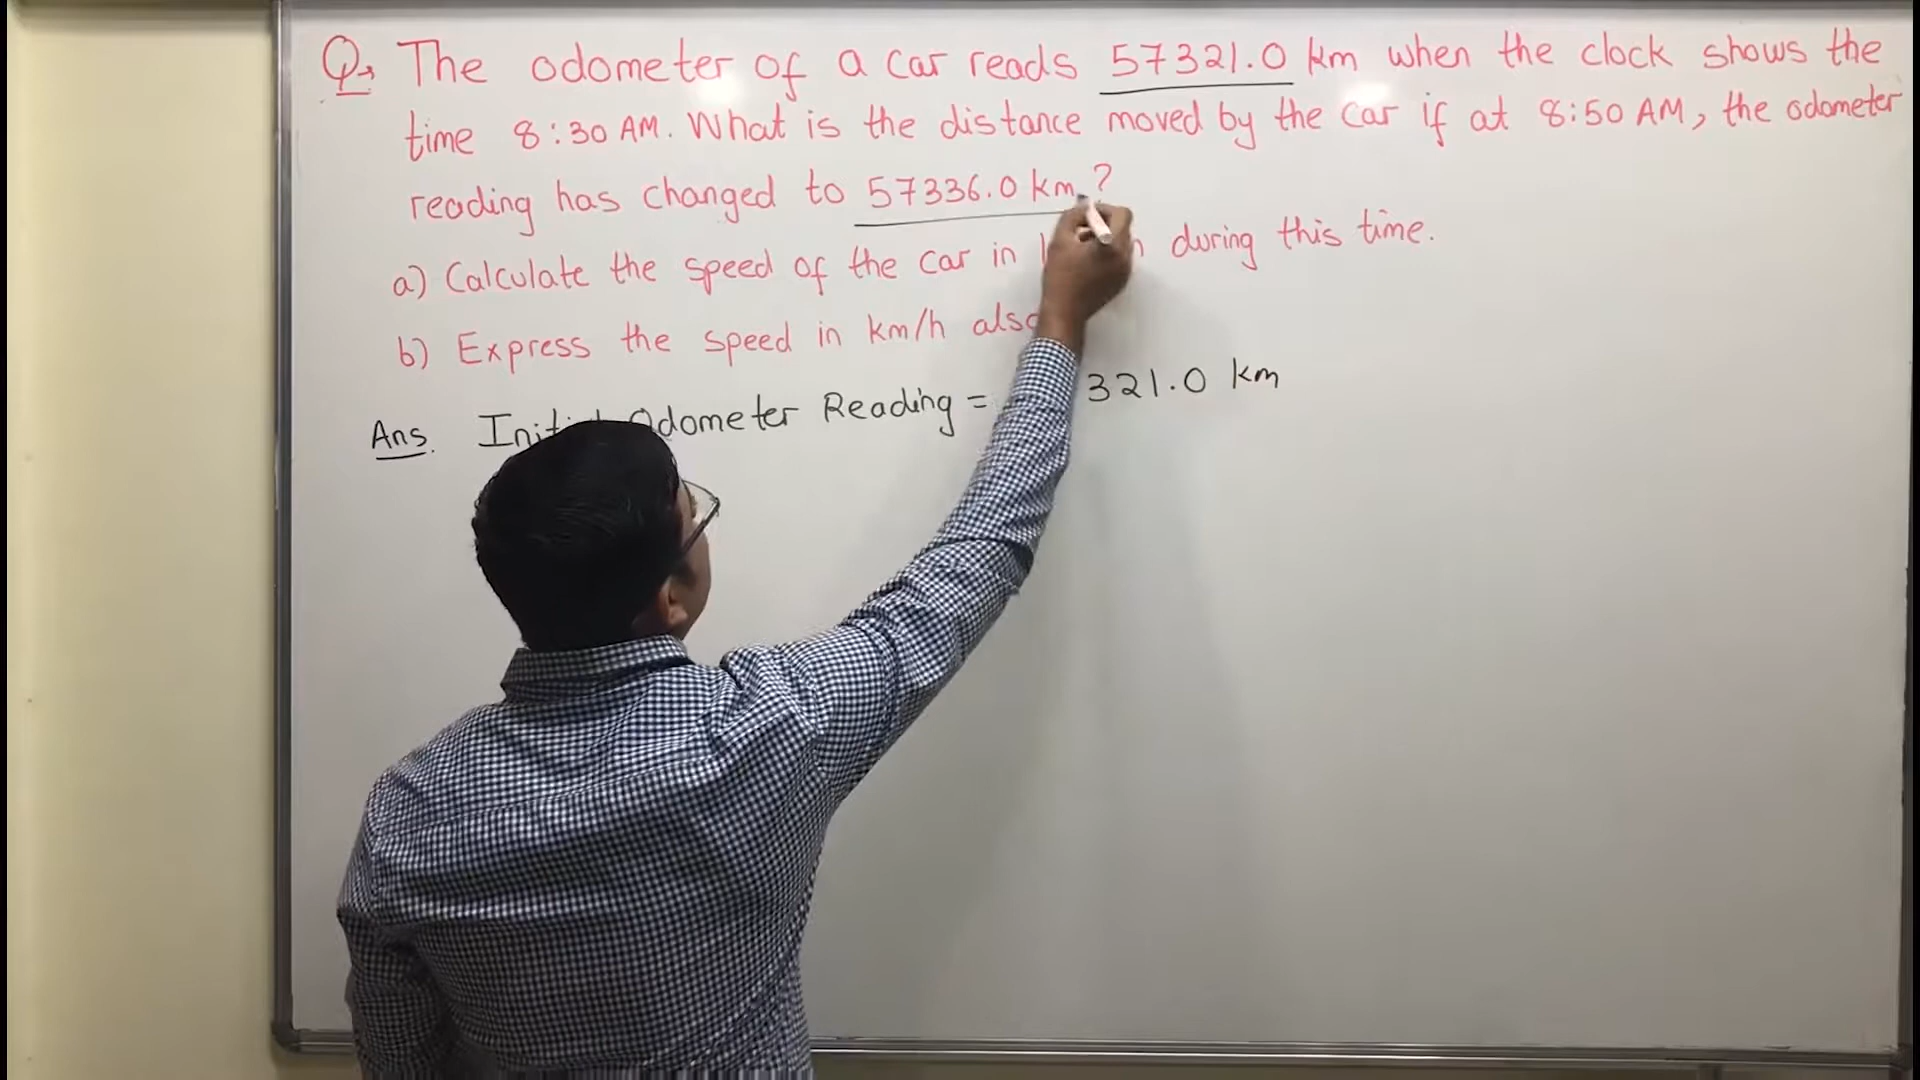 Q→ The odometer of a car reads 57321.0 km when the clock shows the
time 8:30 AM. What is the distance moved by the car if at 8:50 AM, the odometer
reading has changed to 57336.0 km?
a) Calculate the speed of the car in during this time.
b) Express the speed in km/h also
Ans. Odometer Reading = 321.0 km